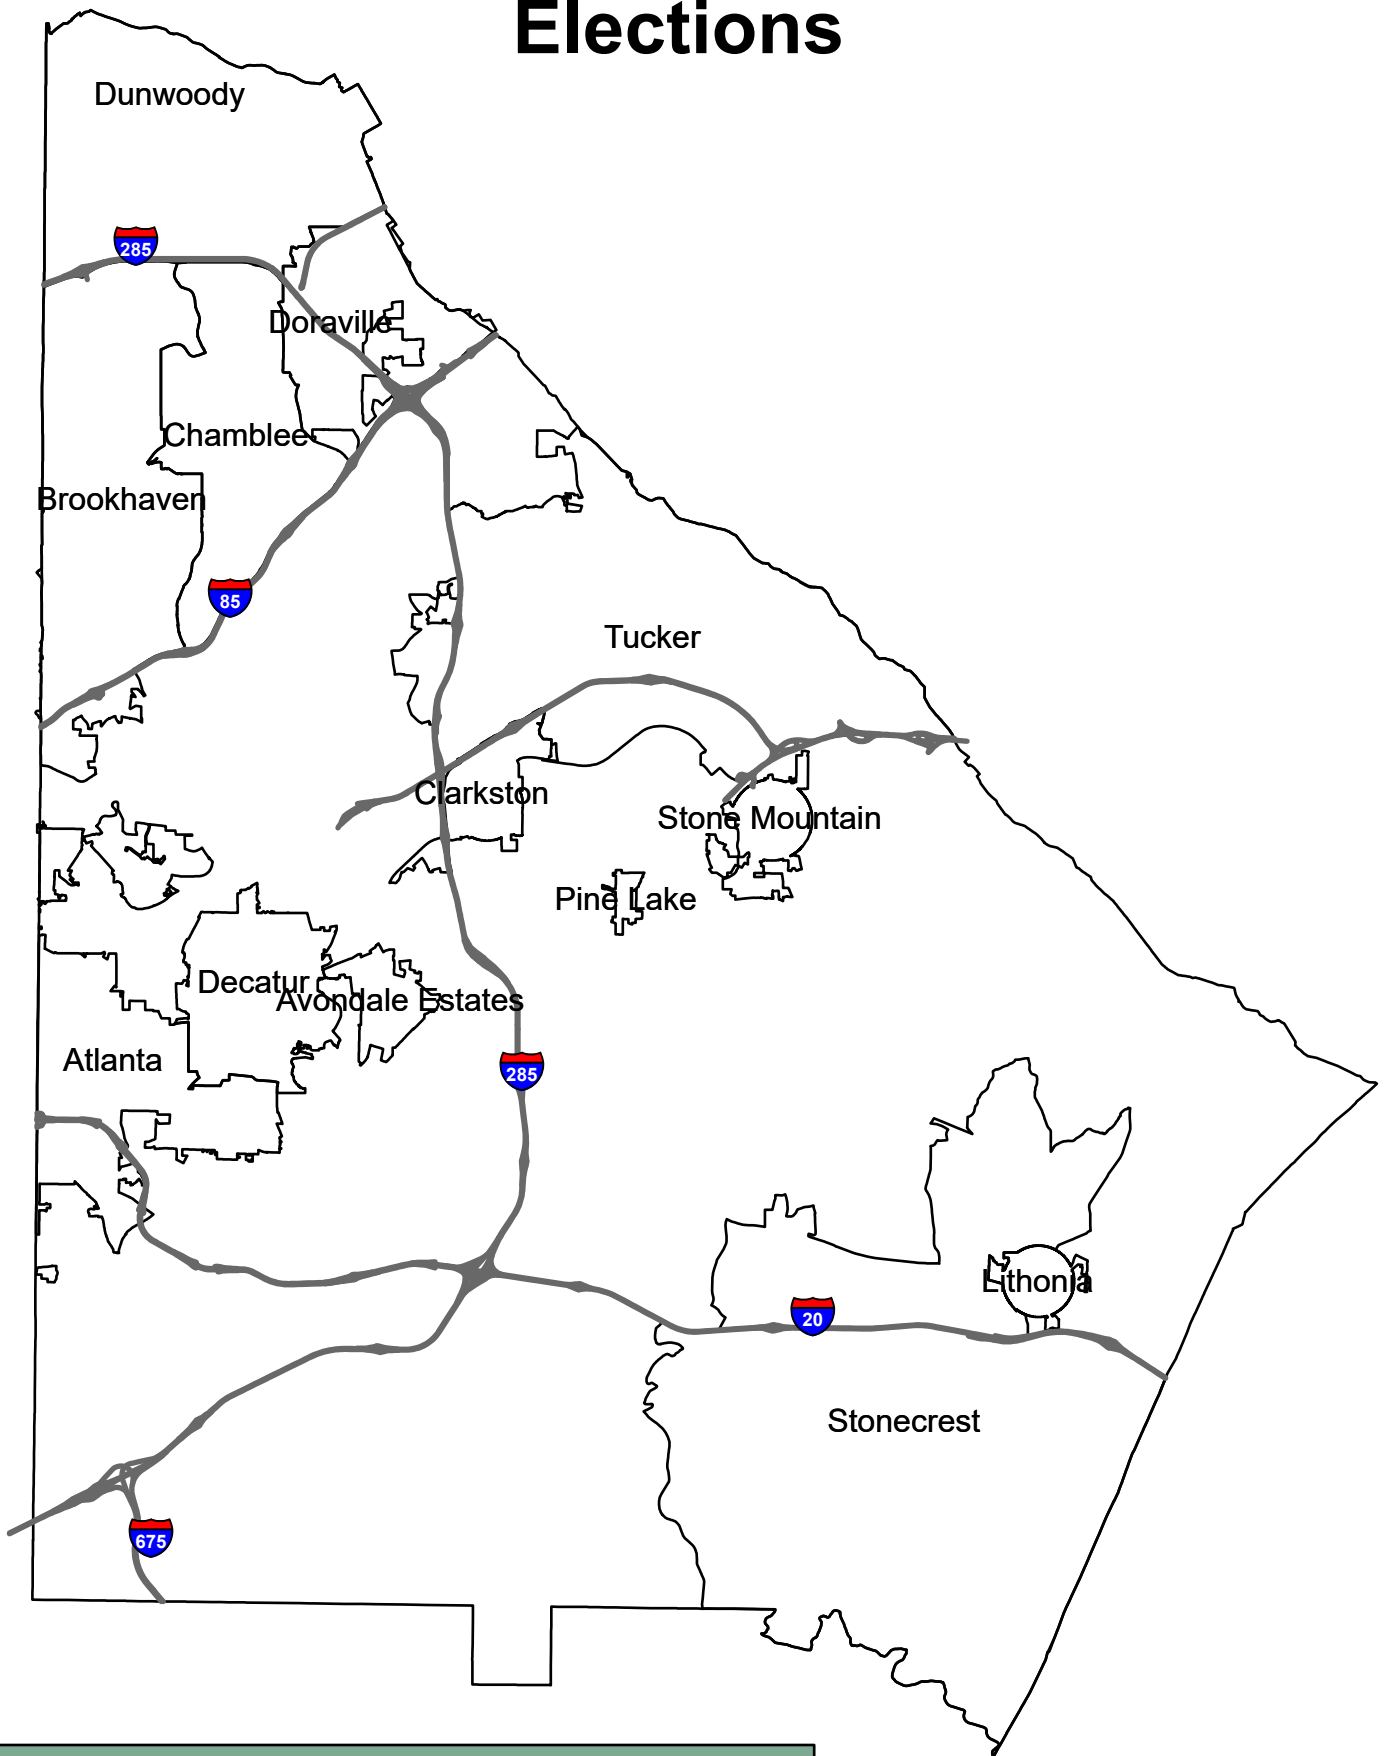 Elections
Dunwoody
285
Doraville
Chamblee
Brookhaven
85
Tucker
Clarkston
Stone Mountain
Pine Lake
Decatur
Avondale Estates
Atlanta
285
Lithonia
20
Stonecrest
675